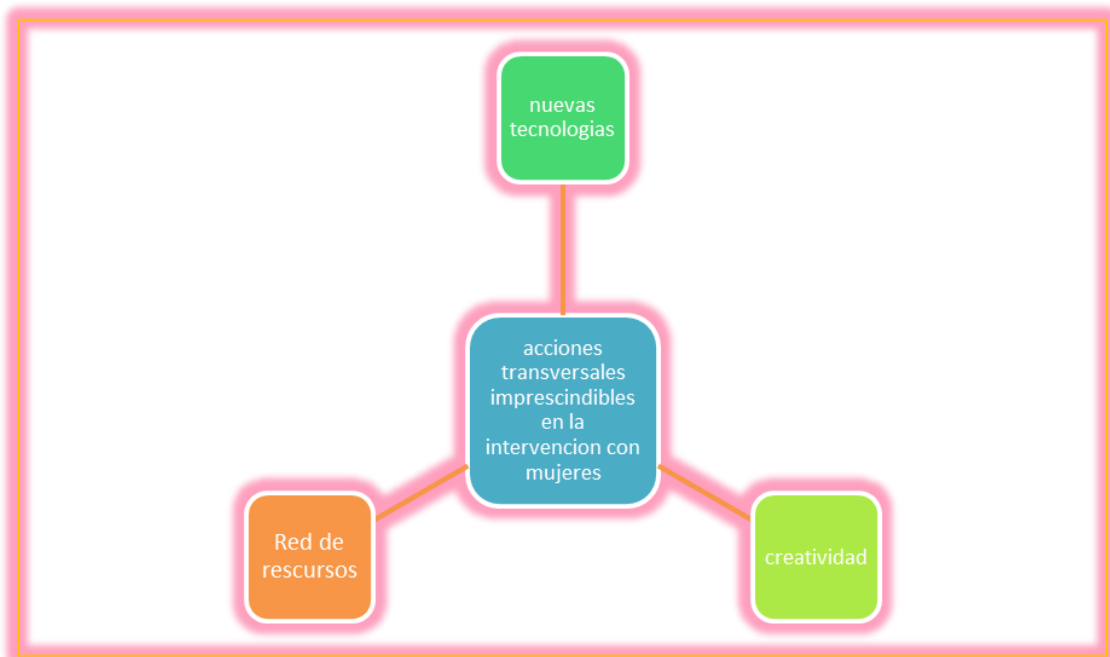 nuevas
tecnologias
acciones
transversales
imprescindibles
en la
intervencion con
mujeres
Red de
rescursos
creatividad